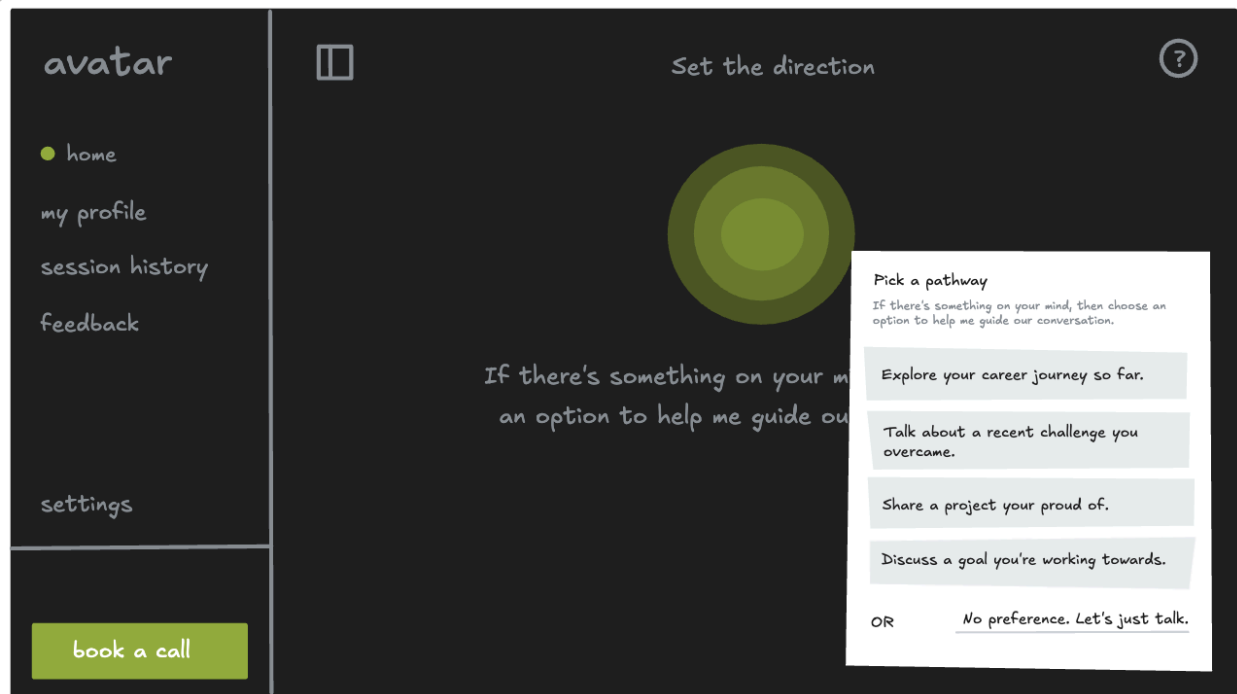 avatar
home
my profile
session history
feedback
settings
book a call
Set the direction
?
If there's something on your m
an option to help me guide ou
Pick a pathway
If there's something on your mind, then choose an
option to help me guide our conversation.
Explore your career journey so far.
Talk about a recent challenge you
overcame.
Share a project your proud of.
Discuss a goal you're working towards.
OR
No preference. Let's just talk.